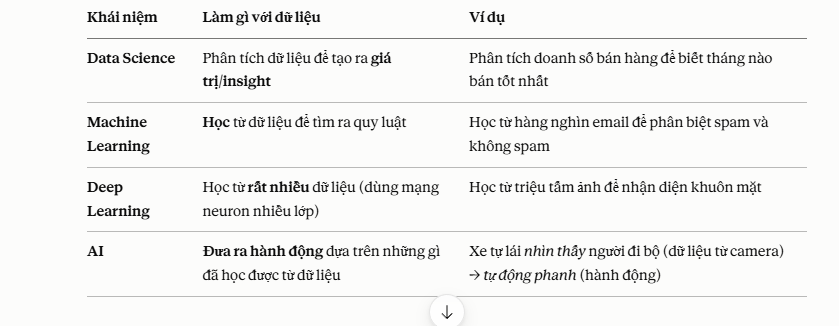 Khái niệm Làm gì với dữ liệu Ví dụ
Data Science Phân tích dữ liệu để tạo ra giá Phân tích doanh số bán hàng để biết tháng nào
trị/insight bán tốt nhất
Machine Học từ dữ liệu để tìm ra quy luật Học từ hàng nghìn email để phân biệt spam và
Learning không spam
Deep Học từ rất nhiều dữ liệu (dùng mạng Học từ triệu tấm ảnh để nhận diện khuôn mặt
Learning neuron nhiều lớp)
AI Đưa ra hành động dựa trên những gì Xe tự lái nhìn thấy người đi bộ (dữ liệu từ camera)
đã học được từ dữ liệu → tự động phanh (hành động)